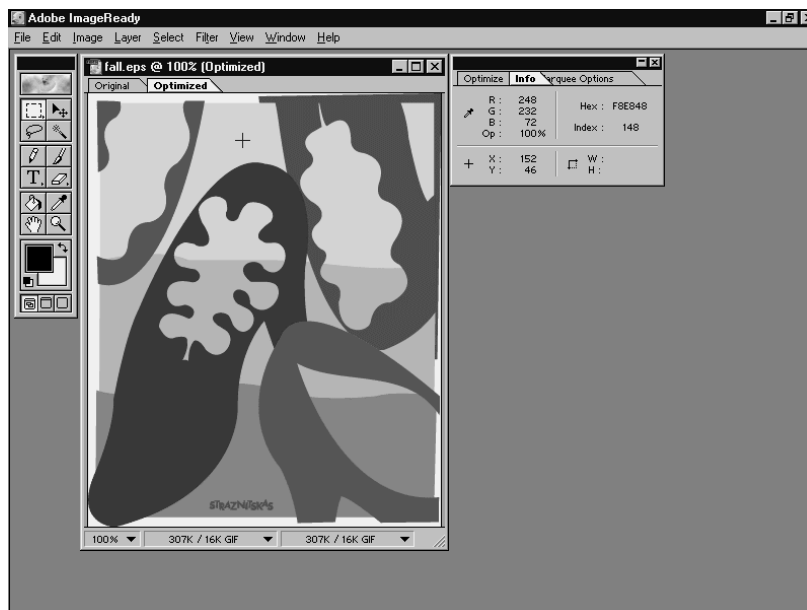 Adobe ImageReady
File Edit Image Layer Select Filter View Window Help
fall.eps @ 100% (Optimized)
Original Optimized
Optimize Info arquee Options
R : 248
G : 232
B : 72
Op : 100%
Hex : F8E848
Index : 148
X : 152
Y : 46
W :
H :
T
100% 307K / 16K GIF 307K / 16K GIF